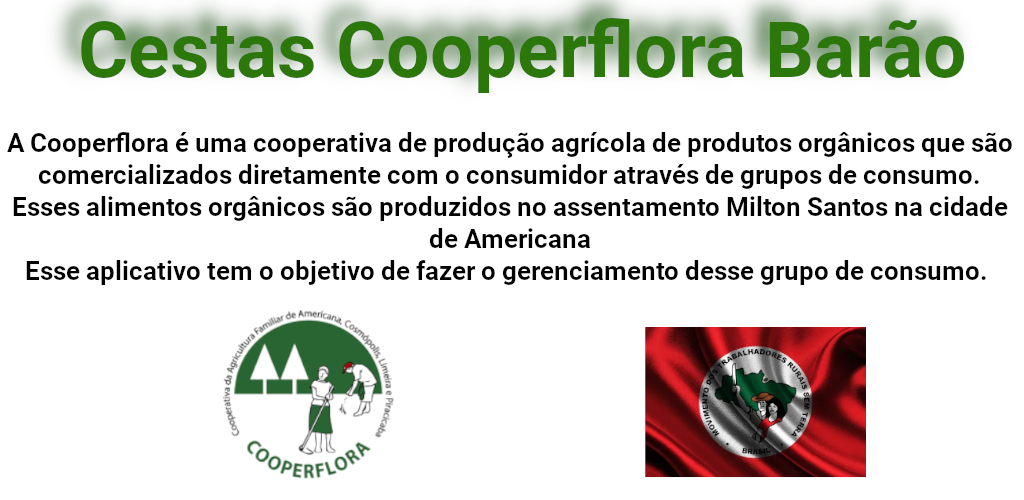 Cestas Cooperflora Barão
A Cooperflora é uma cooperativa de produção agrícola de produtos orgânicos que são
comercializados diretamente com o consumidor através de grupos de consumo.
Esses alimentos orgânicos são produzidos no assentamento Milton Santos na cidade
de Americana
Esse aplicativo tem o objetivo de fazer o gerenciamento desse grupo de consumo.
Cooperativa da Agricultura Familiar de Americana, Cosmópolis, Limeira e Piracicaba
COOPERFLORA
MOVIMENTO DOS TRABALHADORES RURAIS SEM TERRA
BRASIL